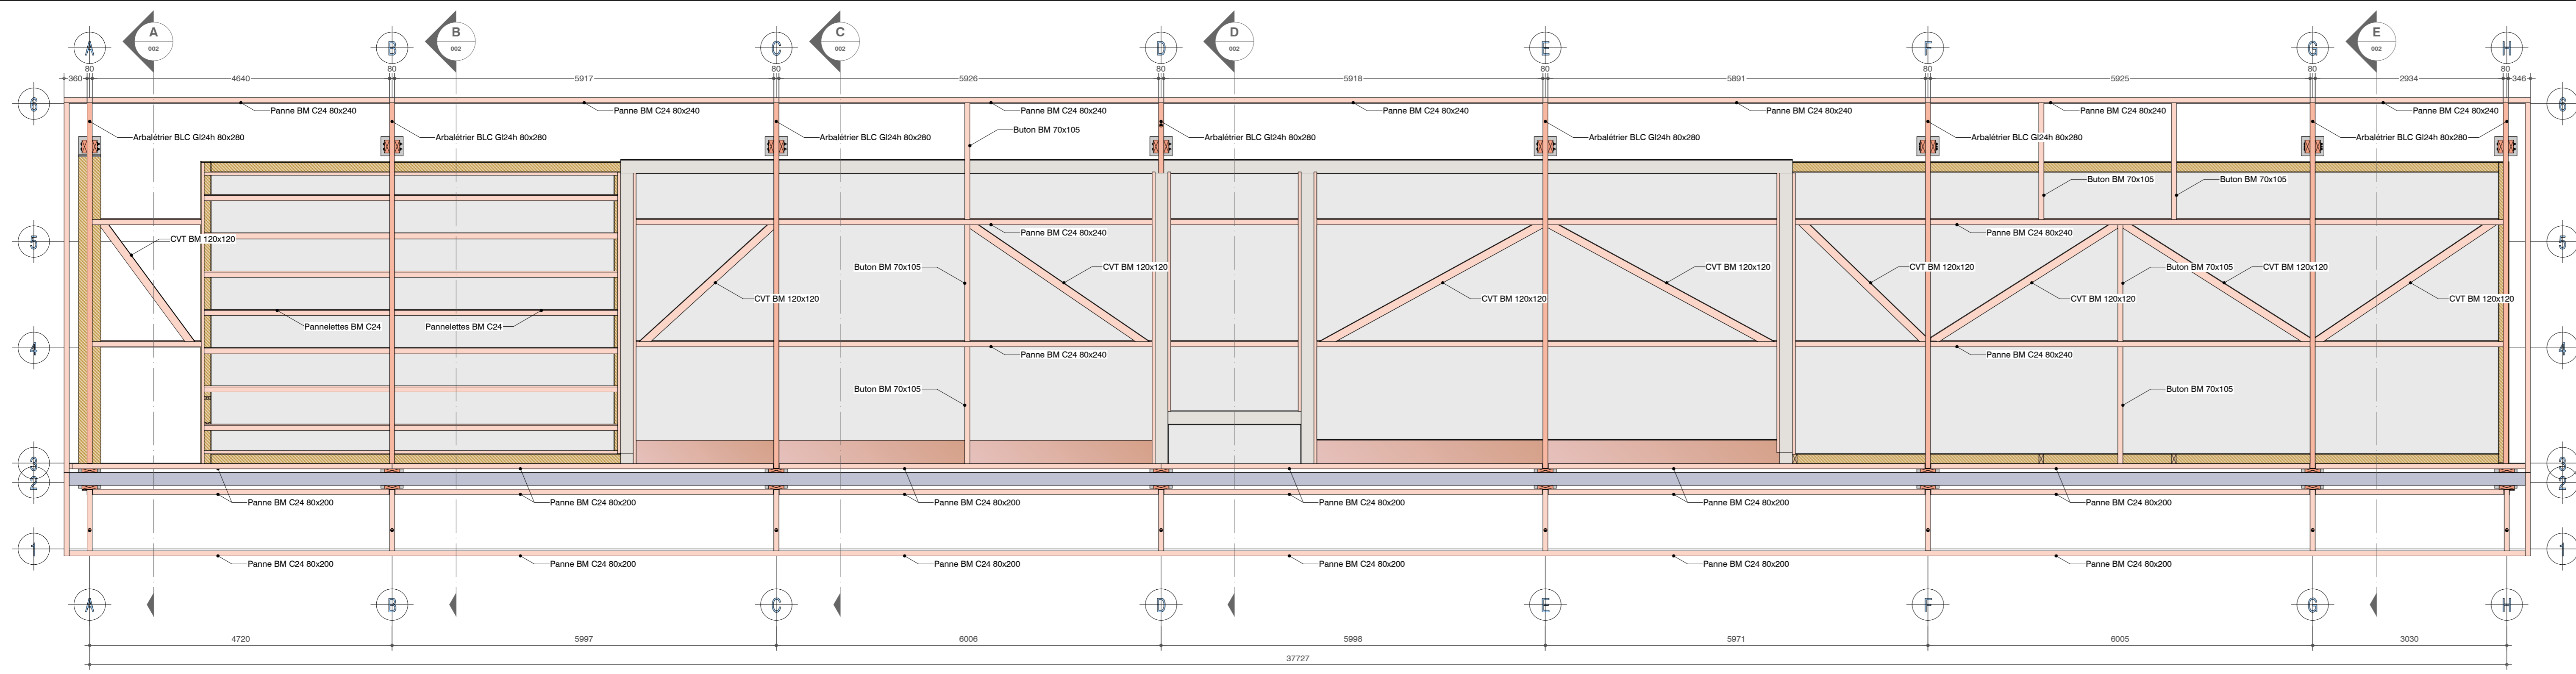 A B C D E
002 002 002 002 002
A B C D E F G H
80 80 80 80 80 80 80 80
360 4640 5917 5926 5918 5891 5925 2934 346
6 6
Panne BM C24 80x240 Panne BM C24 80x240 Panne BM C24 80x240 Panne BM C24 80x240 Panne BM C24 80x240 Panne BM C24 80x240 Panne BM C24 80x240
Buton BM 70x105
Arbalétrier BLC Gl24h 80x280 Arbalétrier BLC Gl24h 80x280 Arbalétrier BLC Gl24h 80x280 Arbalétrier BLC Gl24h 80x280 Arbalétrier BLC Gl24h 80x280 Arbalétrier BLC Gl24h 80x280 Arbalétrier BLC Gl24h 80x280
Buton BM 70x105 Buton BM 70x105
Panne BM C24 80x240 Panne BM C24 80x240
5 CVT BM 120x120 5
Buton BM 70x105 CVT BM 120x120 CVT BM 120x120 CVT BM 120x120 Buton BM 70x105 CVT BM 120x120
CVT BM 120x120 CVT BM 120x120 CVT BM 120x120 CVT BM 120x120
Pannelettes BM C24 Pannelettes BM C24
4 4
Panne BM C24 80x240 Panne BM C24 80x240
Buton BM 70x105 Buton BM 70x105
3 3
2 2
Panne BM C24 80x200 Panne BM C24 80x200 Panne BM C24 80x200 Panne BM C24 80x200 Panne BM C24 80x200 Panne BM C24 80x200
1 1
Panne BM C24 80x200 Panne BM C24 80x200 Panne BM C24 80x200 Panne BM C24 80x200 Panne BM C24 80x200 Panne BM C24 80x200
A B C D E F G H
4720 5997 6006 5998 5971 6005 3030
37727